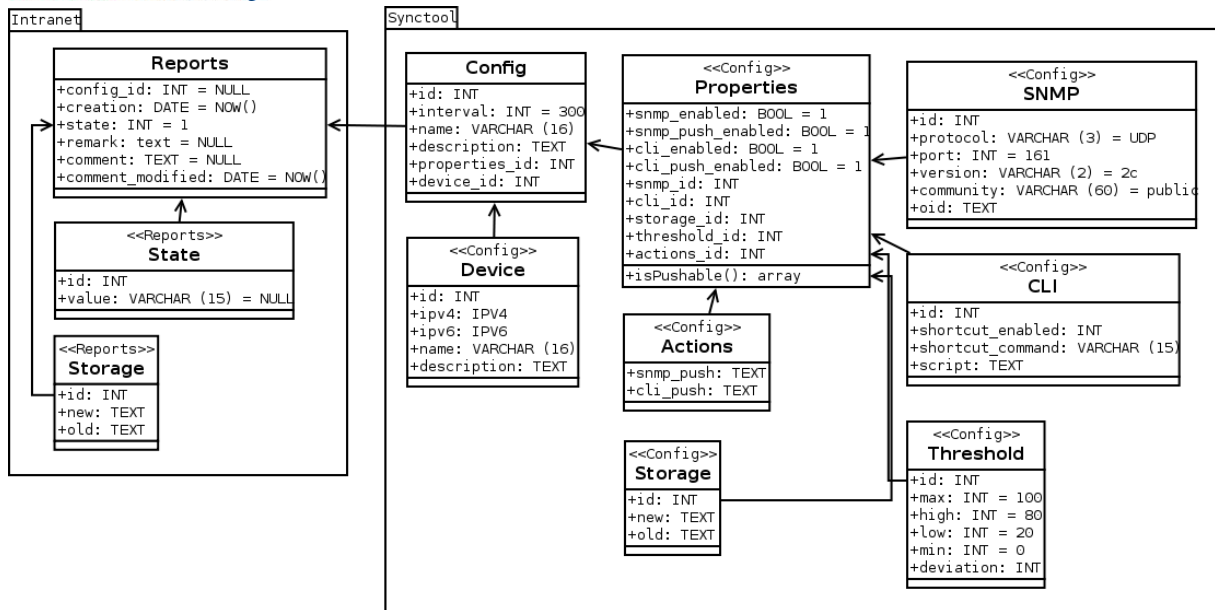 Intranet
Reports
+config_id: INT = NULL
+creation: DATE = NOW()
+state: INT = 1
+remark: text = NULL
+comment: TEXT = NULL
+comment_modified: DATE = NOW()
<<Reports>>
State
+id: INT
+value: VARCHAR (15) = NULL
<<Reports>>
Storage
+id: INT
+new: TEXT
+old: TEXT
Synctool
Config
+id: INT
+interval: INT = 300
+name: VARCHAR (16)
+description: TEXT
+properties_id: INT
+device_id: INT
<<Config>>
Device
+id: INT
+ipv4: IPV4
+ipv6: IPV6
+name: VARCHAR (16)
+description: TEXT
<<Config>>
Properties
+snmp_enabled: BOOL = 1
+snmp_push_enabled: BOOL = 1
+cli_enabled: BOOL = 1
+cli_push_enabled: BOOL = 1
+snmp_id: INT
+cli_id: INT
+storage_id: INT
+threshold_id: INT
+actions_id: INT
+isPushable(): array
<<Config>>
Actions
+snmp_push: TEXT
+cli_push: TEXT
<<Config>>
Storage
+id: INT
+new: TEXT
+old: TEXT
<<Config>>
SNMP
+id: INT
+protocol: VARCHAR (3) = UDP
+port: INT = 161
+version: VARCHAR (2) = 2c
+community: VARCHAR (60) = public
+oid: TEXT
<<Config>>
CLI
+id: INT
+shortcut_enabled: INT
+shortcut_command: VARCHAR (15)
+script: TEXT
<<Config>>
Threshold
+id: INT
+max: INT = 100
+high: INT = 80
+low: INT = 20
+min: INT = 0
+deviation: INT